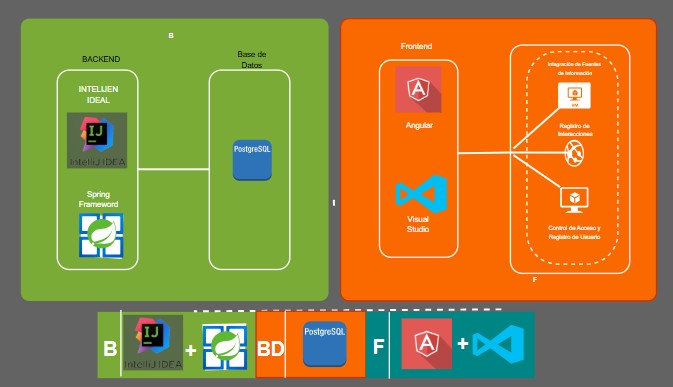 B
BACKEND
Base de
Datos
INTELIJEN
IDEAL
IJ
IntelliJ IDEA
PostgreSQL
Spring
Frameword
Frontend
A
Angular
Visual
Studio
Integración de Fuentes
de Información
Registro de
Interacciones
Control de Acceso y
Registro de Usuario
F
I
B
IJ
IntelliJ IDEA
+
BD
PostgreSQL
F
A
+